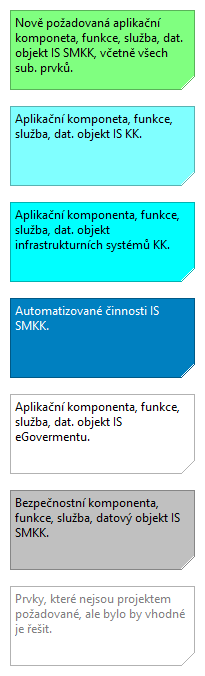 Nově požadovaná aplikační
komponeta, funkce, služba, dat.
objekt IS SMKK, včetně všech
sub. prvků.
Aplikační komponeta, funkce,
služba, dat. objekt IS KK.
Aplikační komponenta, funkce,
služba, dat. objekt
infrastrukturních systémů KK.
Automatizované činnosti IS
SMKK.
Aplikační komponenta, funkce,
služba, dat. objekt IS
eGovermentu.
Bezpečnostní komponenta,
funkce, služba, datový objekt IS
SMKK.
Prvky, které nejsou projektem
požadované, ale bylo by vhodné
je řešit.